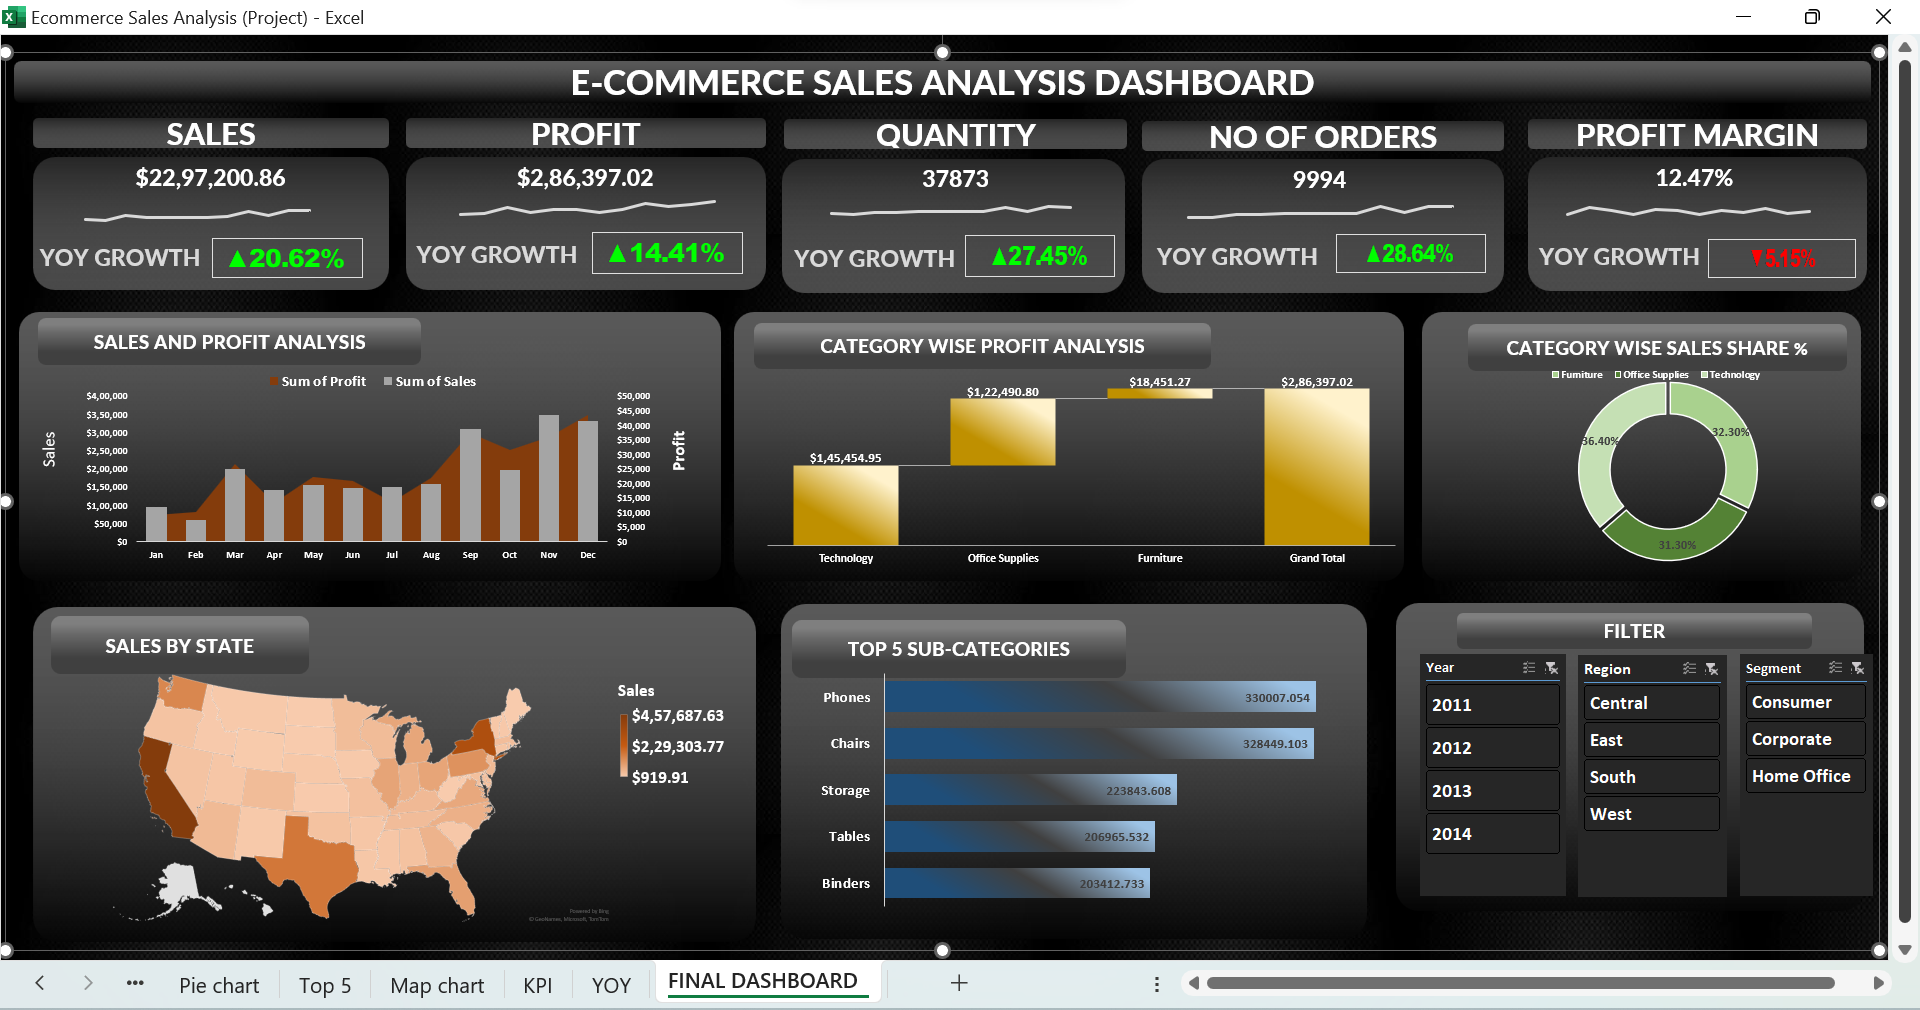 Ecommerce Sales Analysis (Project) - Excel
E-COMMERCE SALES ANALYSIS DASHBOARD
SALES
$22,97,200.86
YOY GROWTH ▲20.62%
PROFIT
$2,86,397.02
YOY GROWTH ▲14.41%
QUANTITY
37873
YOY GROWTH ▲27.45%
NO OF ORDERS
9994
YOY GROWTH ▲28.64%
PROFIT MARGIN
12.47%
YOY GROWTH ▼5.15%
SALES AND PROFIT ANALYSIS
Sum of Profit Sum of Sales
Sales
$4,00,000
$3,50,000
$3,00,000
$2,50,000
$2,00,000
$1,50,000
$1,00,000
$50,000
$0
$50,000
$45,000
$40,000
$35,000
$30,000
$25,000
$20,000
$15,000
$10,000
$5,000
$0
Profit
Jan Feb Mar Apr May Jun Jul Aug Sep Oct Nov Dec
CATEGORY WISE PROFIT ANALYSIS
$1,45,454.95
$1,22,490.80
$18,451.27
$2,86,397.02
Technology Office Supplies Furniture Grand Total
CATEGORY WISE SALES SHARE %
Furniture Office Supplies Technology
36.40%
32.30%
31.30%
SALES BY STATE
Sales
$4,57,687.63
$2,29,303.77
$919.91
Powered by Bing
© GeoNames, Microsoft, TomTom
TOP 5 SUB-CATEGORIES
Phones 330007.054
Chairs 328449.103
Storage 223843.608
Tables 206965.532
Binders 203412.733
FILTER
Year
2011
2012
2013
2014
Region
Central
East
South
West
Segment
Consumer
Corporate
Home Office
Pie chart Top 5 Map chart KPI YOY FINAL DASHBOARD